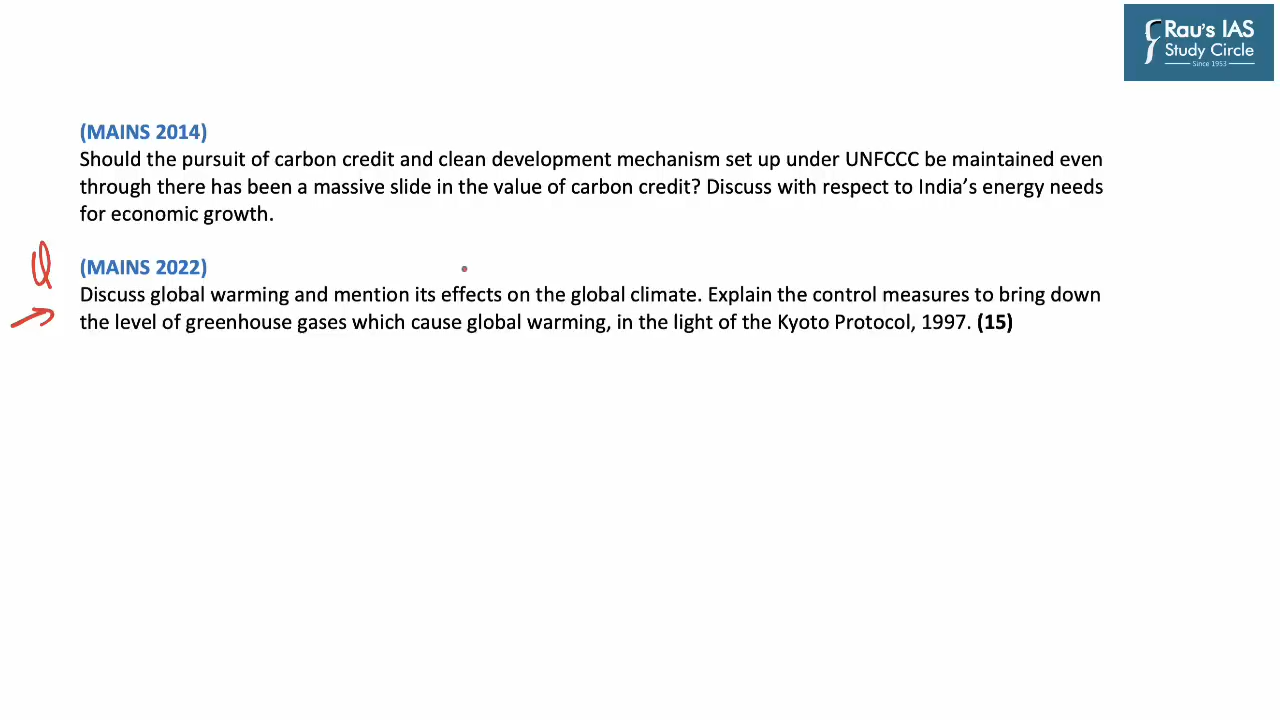 Rau's IAS
Study Circle
Since 1953
(MAINS 2014)
Should the pursuit of carbon credit and clean development mechanism set up under UNFCCC be maintained even
through there has been a massive slide in the value of carbon credit? Discuss with respect to India's energy needs
for economic growth.
Q
(MAINS 2022)
Discuss global warming and mention its effects on the global climate. Explain the control measures to bring down
the level of greenhouse gases which cause global warming, in the light of the Kyoto Protocol, 1997. (15)